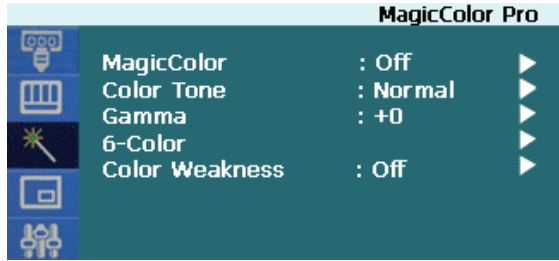 MagicColor Pro
MagicColor : Off
Color Tone : Normal
Gamma : +0
6-Color
Color Weakness : Off